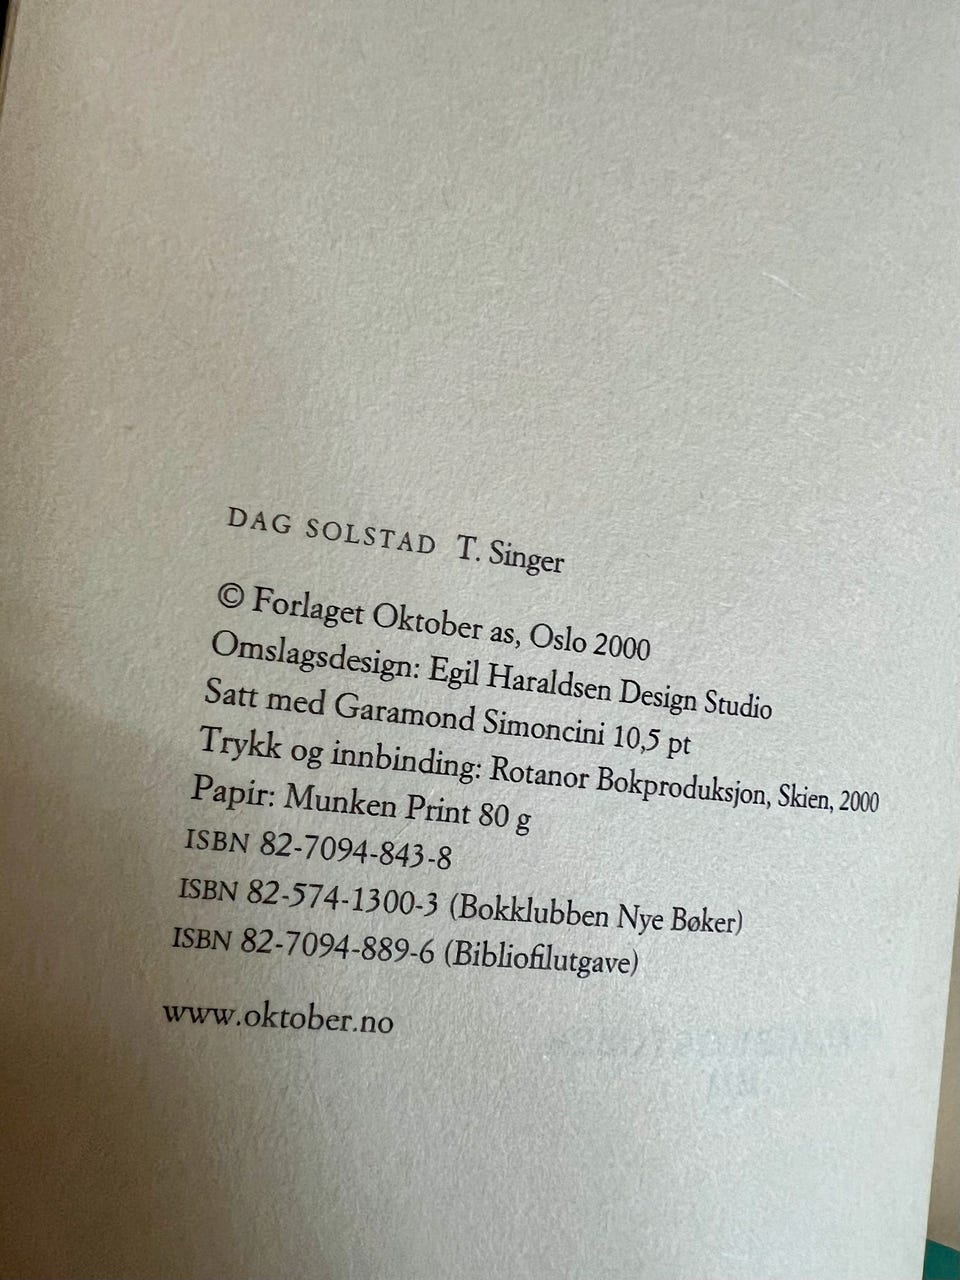 DAG SOLSTAD T. Singer
© Forlaget Oktober as, Oslo 2000
Omslagsdesign: Egil Haraldsen Design Studio
Satt med Garamond Simoncini 10,5 pt
Trykk og innbinding: Rotanor Bokproduksjon, Skien, 2000
Papir: Munken Print 80 g
ISBN 82-7094-843-8
ISBN 82-574-1300-3 (Bokklubben Nye Bøker)
ISBN 82-7094-889-6 (Bibliofilutgave)
www.oktober.no